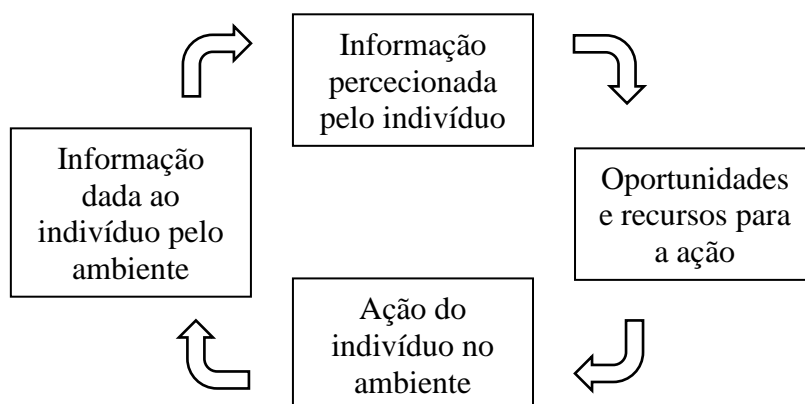 Informação
percecionada
pelo indivíduo
Oportunidades
e recursos para
a ação
Ação do
indivíduo no
ambiente
Informação
dada ao
indivíduo pelo
ambiente